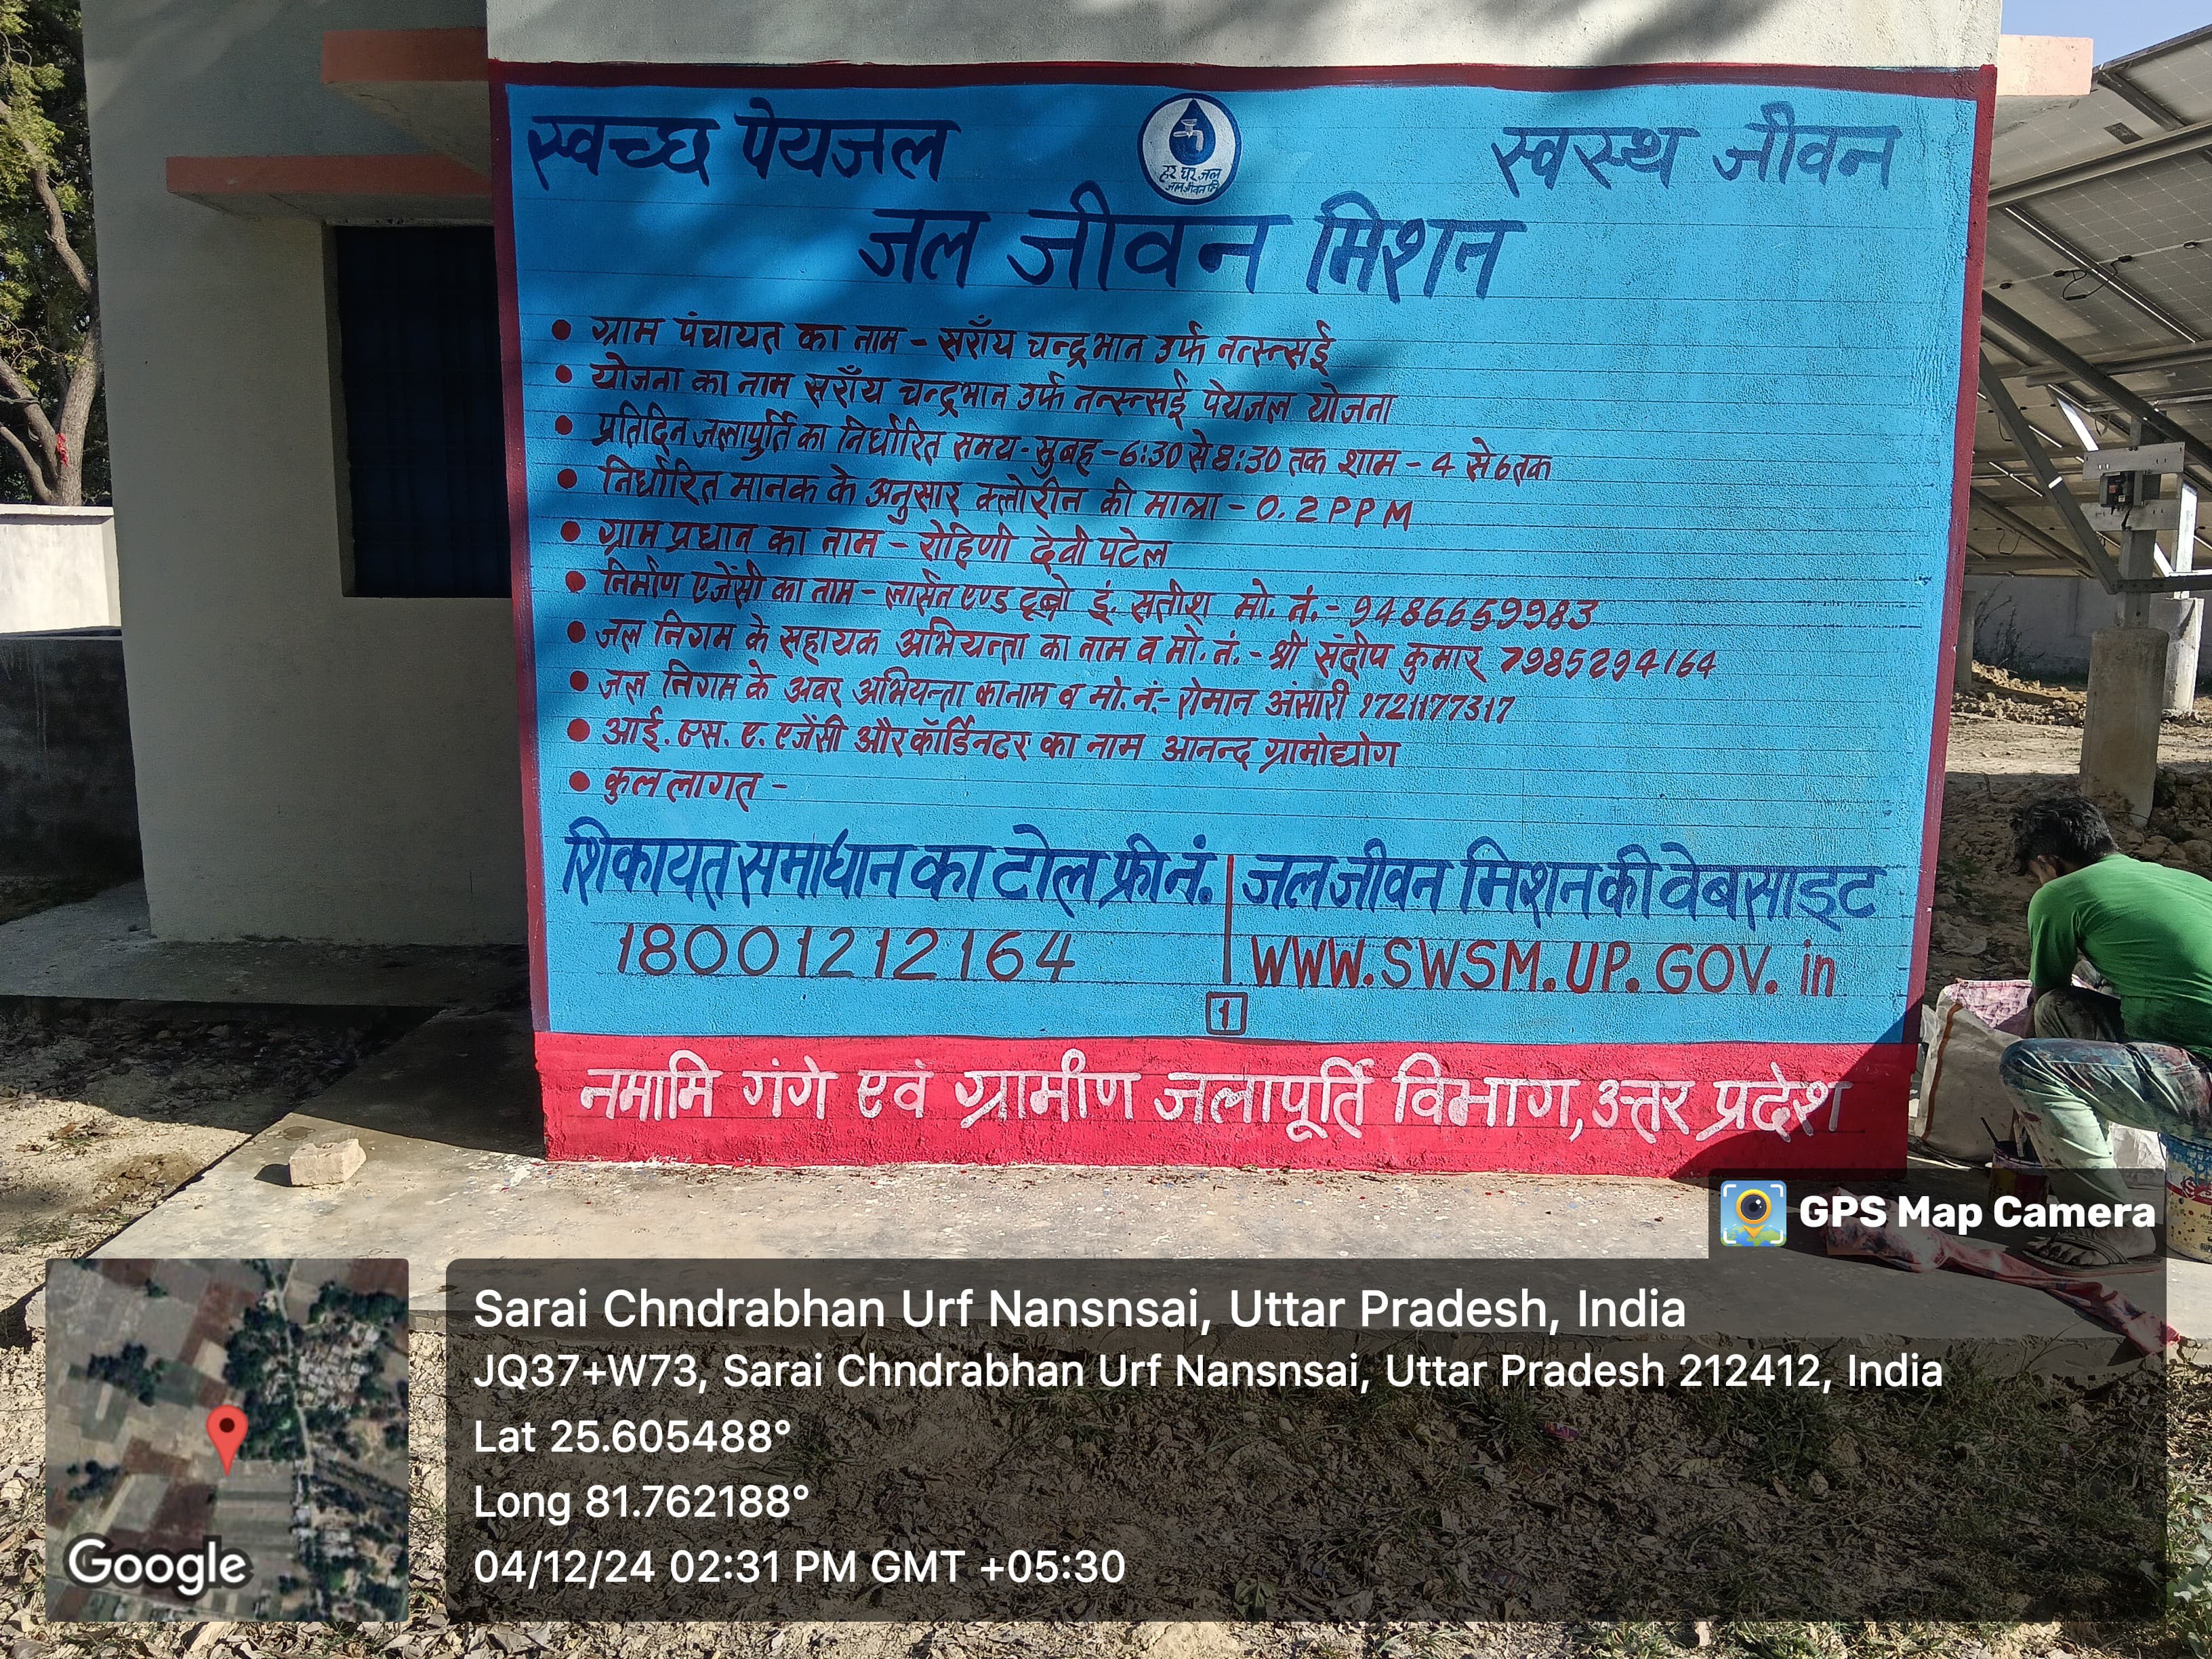 स्वच्छ पेयजल
हर घर जल
स्वस्थ जीवन
जल जीवन मिशन
• ग्राम पंचायत का नाम - सराँय चन्द्रभान उर्फ नन्स्न्सई
• योजना का नाम सराँय चन्द्रभान उर्फ नन्स्न्सई पेयजल योजना
• प्रतिदिन जलापुर्ति का निर्धारित समय - सुबह - 6:30 से 8:30 तक शाम - 4 से 6 तक
• निर्धारित मानक के अनुसार क्लोरीन की मात्रा - 0.2 PPM
• ग्राम प्रधान का नाम - रोहिणी देवी पटेल
• निर्माण एजेंसी का नाम - लार्सन एण्ड टूब्रो इं. सतीश मो. नं. - 9486659983
• जल निगम के सहायक अभियन्ता का नाम व मो. नं. - श्री संदीप कुमार 7985294164
• जल निगम के अवर अभियन्ता का नाम व मो. नं. - रोमान अंसारी 9721177317
• आई. एस. ए. एजेंसी और कॉर्डिनटर का नाम आनन्द ग्रामोद्योग
• कुल लागत -
शिकायत समाधान का टोल फ्री नं. | जल जीवन मिशन की वेबसाइट
18001212164 | WWW.SWSM.UP.GOV.in
1
नमामि गंगे एवं ग्रामीण जलापूर्ति विभाग, उत्तर प्रदेश
GPS Map Camera
Sarai Chndrabhan Urf Nansnsai, Uttar Pradesh, India
JQ37+W73, Sarai Chndrabhan Urf Nansnsai, Uttar Pradesh 212412, India
Lat 25.605488°
Long 81.762188°
04/12/24 02:31 PM GMT +05:30
Google